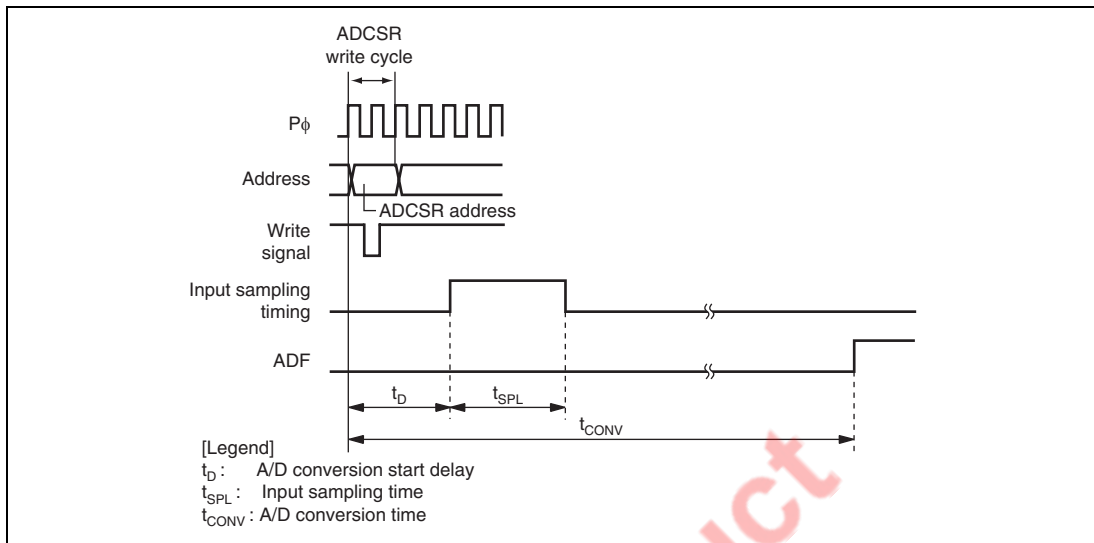 ADCSR
write cycle
Pϕ
Address
ADCSR address
Write
signal
Input sampling
timing
ADF
tD
tSPL
tCONV
[Legend]
tD : A/D conversion start delay
tSPL : Input sampling time
tCONV : A/D conversion time